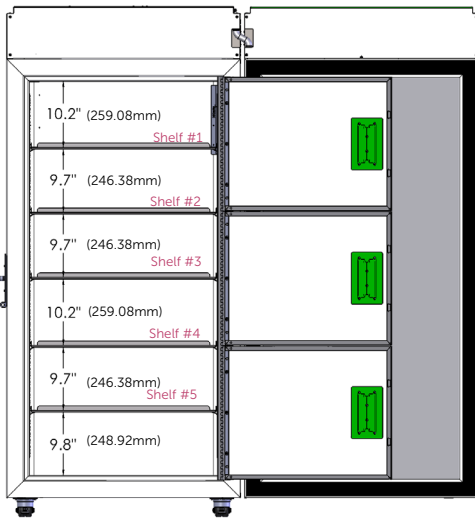 10.2" (259.08mm)
Shelf #1
9.7" (246.38mm)
Shelf #2
9.7" (246.38mm)
Shelf #3
10.2" (259.08mm)
Shelf #4
9.7" (246.38mm)
Shelf #5
9.8" (248.92mm)